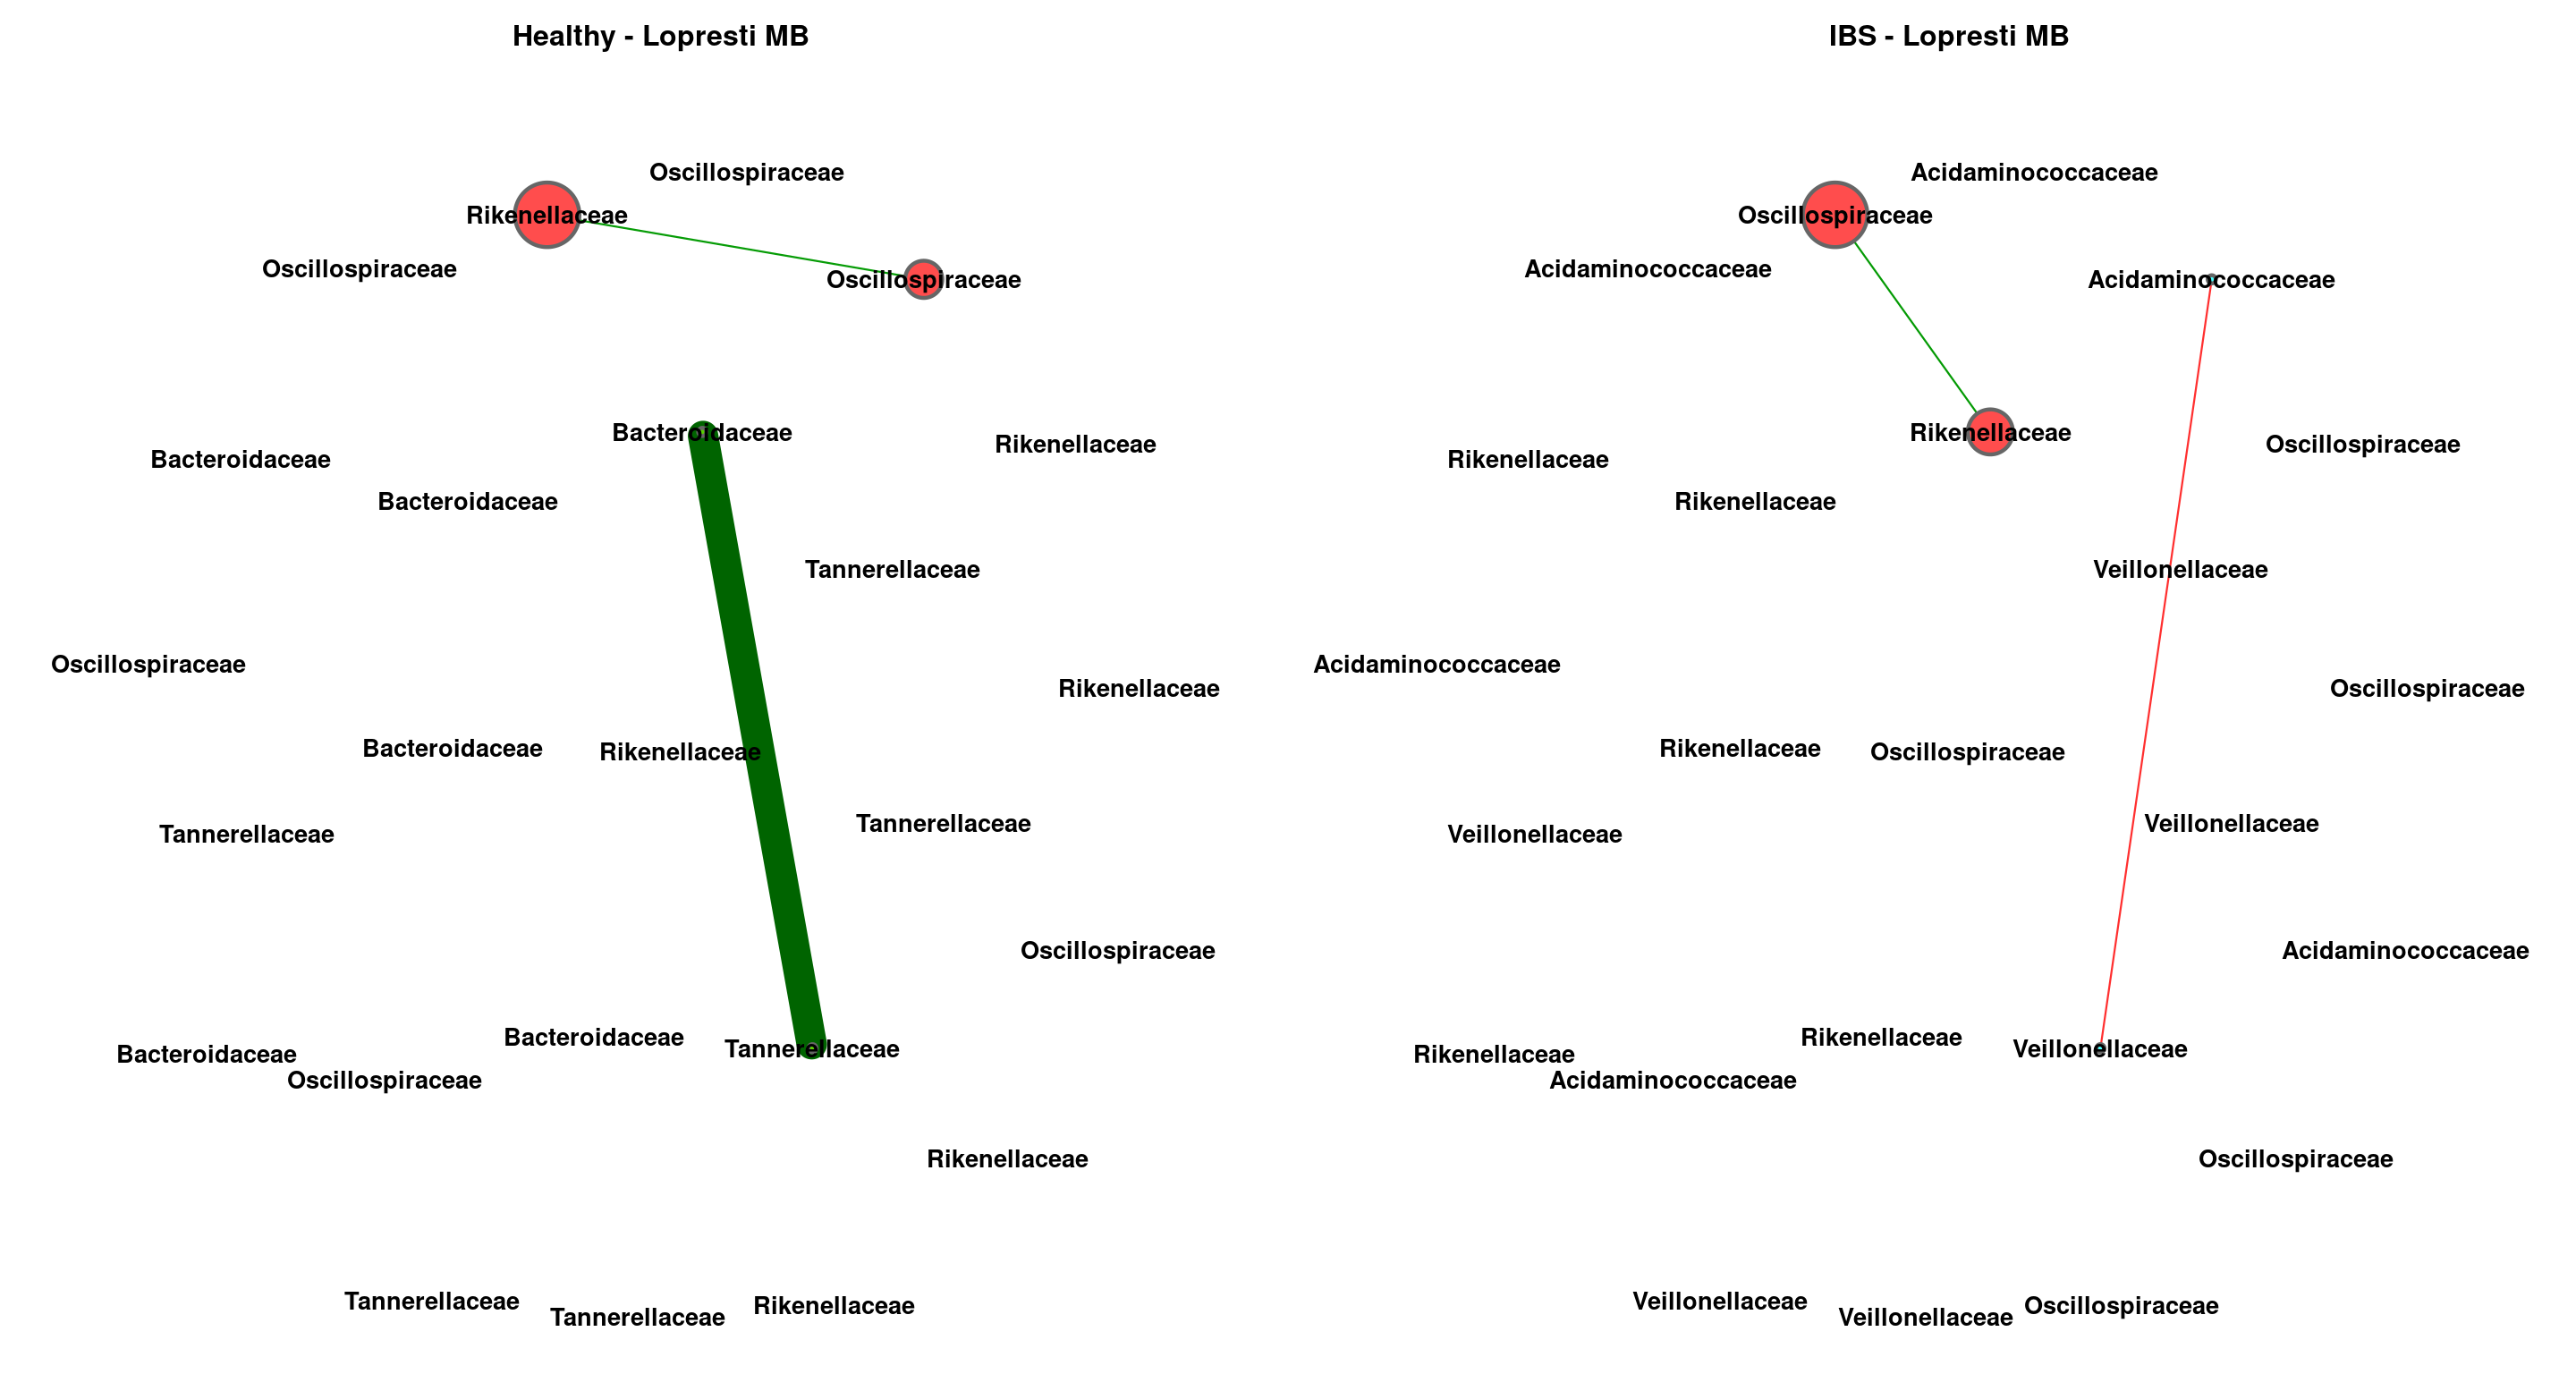 Healthy - Lopresti MB
Oscillospiraceae
Rikenellaceae
Oscillospiraceae
Oscillospiraceae
Bacteroidaceae
Rikenellaceae
Bacteroidaceae
Bacteroidaceae
Tannerellaceae
Oscillospiraceae
Rikenellaceae
Bacteroidaceae
Rikenellaceae
Tannerellaceae
Tannerellaceae
Oscillospiraceae
Bacteroidaceae
Tannerellaceae
Bacteroidaceae
Oscillospiraceae
Rikenellaceae
Tannerellaceae
Rikenellaceae
Tannerellaceae
IBS - Lopresti MB
Acidaminococcaceae
Oscillospiraceae
Acidaminococcaceae
Acidaminococcaceae
Rikenellaceae
Oscillospiraceae
Rikenellaceae
Rikenellaceae
Veillonellaceae
Acidaminococcaceae
Oscillospiraceae
Rikenellaceae
Oscillospiraceae
Veillonellaceae
Veillonellaceae
Acidaminococcaceae
Rikenellaceae
Veillonellaceae
Rikenellaceae
Acidaminococcaceae
Oscillospiraceae
Veillonellaceae
Oscillospiraceae
Veillonellaceae